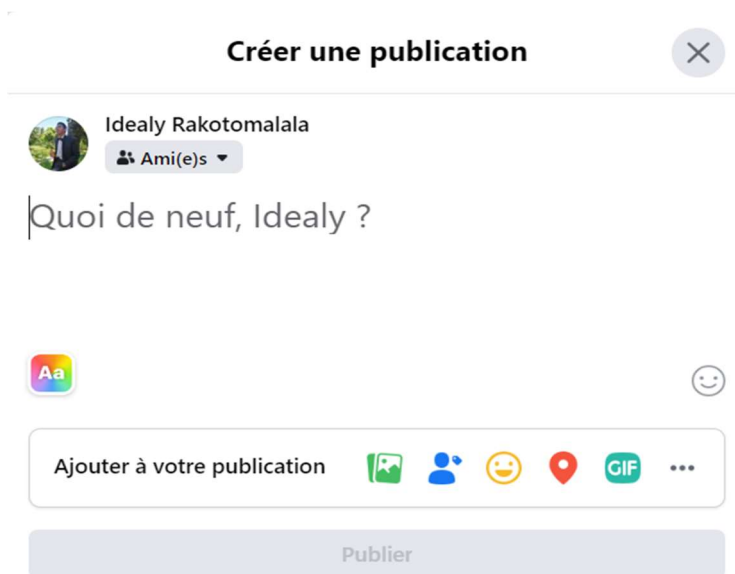 Créer une publication
Idealy Rakotomalala
Ami(e)s
Quoi de neuf, Idealy ?
Aa
Ajouter à votre publication
GIF
Publier